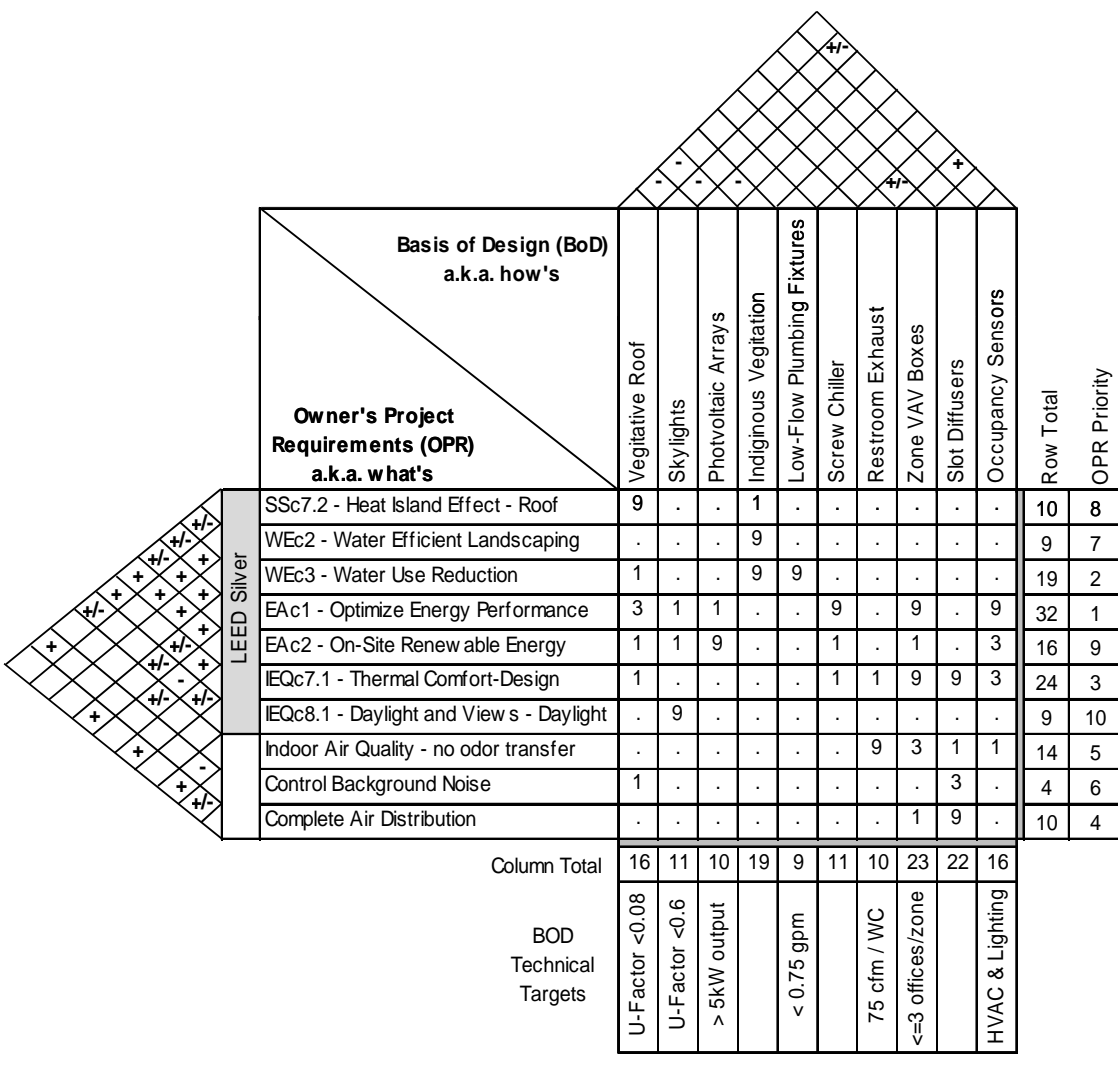 +/-
- +
- - - +/-
Basis of Design (BoD)
a.k.a. how's
Owner's Project
Requirements (OPR)
a.k.a. what's
Vegitative Roof
Skylights
Photvoltaic Arrays
Indiginous Vegitation
Low-Flow Plumbing Fixtures
Screw Chiller
Restroom Exhaust
Zone VAV Boxes
Slot Diffusers
Occupancy Sensors
Row Total
OPR Priority
+/-
+/-
+/- +
+ +
+ + +
+/- +
+
+ +/-
+/- +
-
+/- +/-
+
+
-
+
+/-
LEED Silver
SSc7.2 - Heat Island Effect - Roof 9 . . 1 . . . . . . 10 8
WEc2 - Water Efficient Landscaping . . . 9 . . . . . . 9 7
WEc3 - Water Use Reduction 1 . . 9 9 . . . . . 19 2
EAc1 - Optimize Energy Performance 3 1 1 . . 9 . 9 . 9 32 1
EAc2 - On-Site Renewable Energy 1 1 9 . . 1 . 1 . 3 16 9
IEQc7.1 - Thermal Comfort-Design 1 . . . . 1 1 9 9 3 24 3
IEQc8.1 - Daylight and Views - Daylight . 9 . . . . . . . . 9 10
Indoor Air Quality - no odor transfer . . . . . . 9 3 1 1 14 5
Control Background Noise 1 . . . . . . . 3 . 4 6
Complete Air Distribution . . . . . . . 1 9 . 10 4
Column Total 16 11 10 19 9 11 10 23 22 16
BOD
Technical
Targets
U-Factor <0.08
U-Factor <0.6
> 5kW output
< 0.75 gpm
75 cfm / WC
<=3 offices/zone
HVAC & Lighting